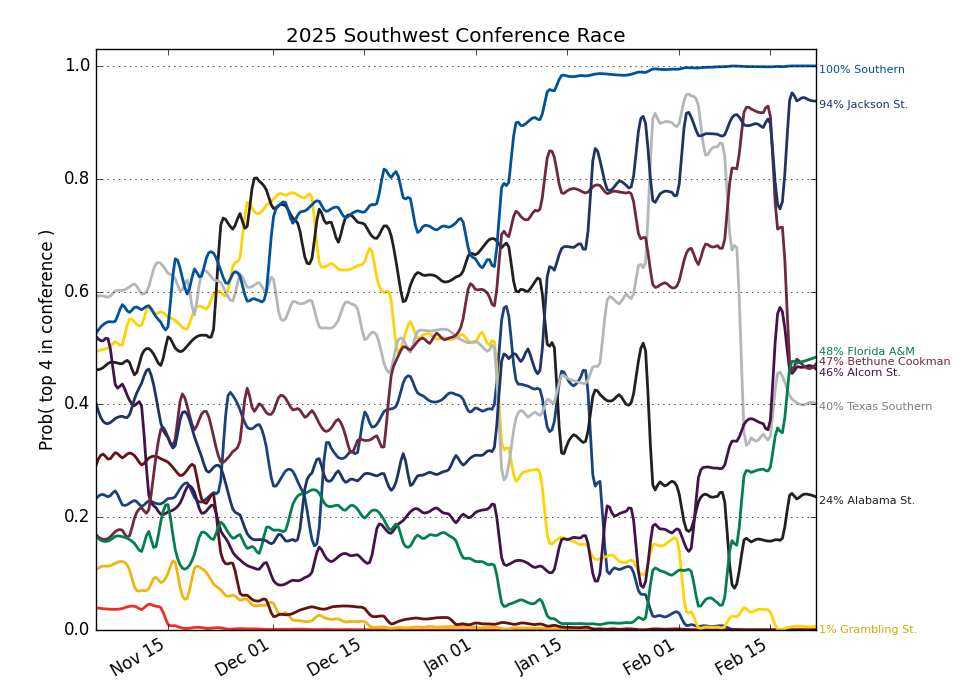 2025 Southwest Conference Race
Prob( top 4 in conference )
1.0
0.8
0.6
0.4
0.2
0.0
Nov 15
Dec 01
Dec 15
Jan 01
Jan 15
Feb 01
Feb 15
100% Southern
94% Jackson St.
48% Florida A&M
47% Bethune Cookman
46% Alcorn St.
40% Texas Southern
24% Alabama St.
1% Grambling St.